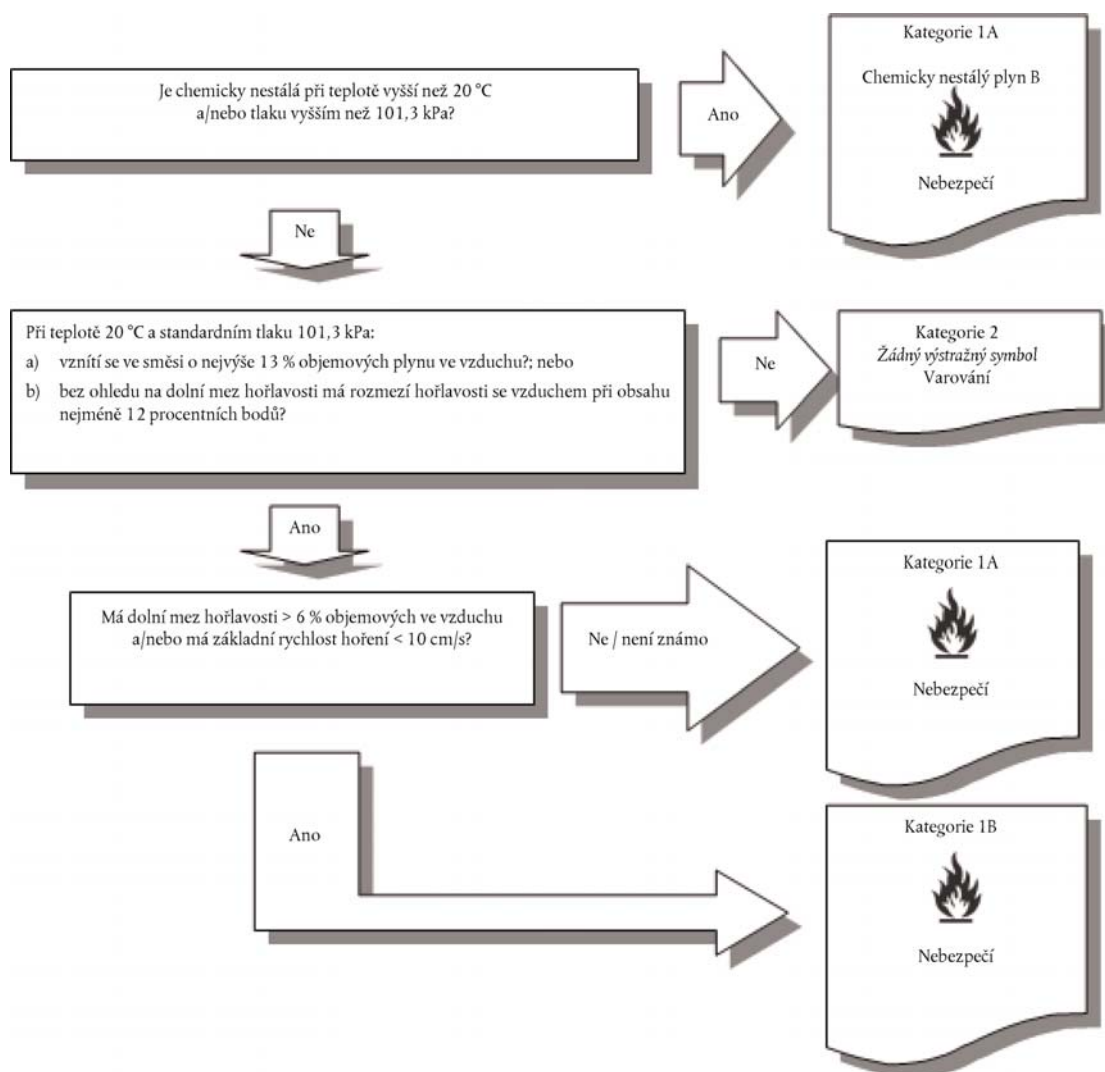 Je chemicky nestálá při teplotě vyšší než 20 °C
a/nebo tlaku vyšším než 101,3 kPa?
Ano
Kategorie 1A
Chemicky nestálý plyn B
Nebezpečí
Ne
Při teplotě 20 °C a standardním tlaku 101,3 kPa:
a) vznítí se ve směsi o nejvýše 13 % objemových plynu ve vzduchu?; nebo
b) bez ohledu na dolní mez hořlavosti má rozmezí hořlavosti se vzduchem při obsahu
nejméně 12 procentních bodů?
Ne
Kategorie 2
Žádný výstražný symbol
Varování
Ano
Má dolní mez hořlavosti > 6 % objemových ve vzduchu
a/nebo má základní rychlost hoření < 10 cm/s?
Ne / není známo
Kategorie 1A
Nebezpečí
Ano
Kategorie 1B
Nebezpečí